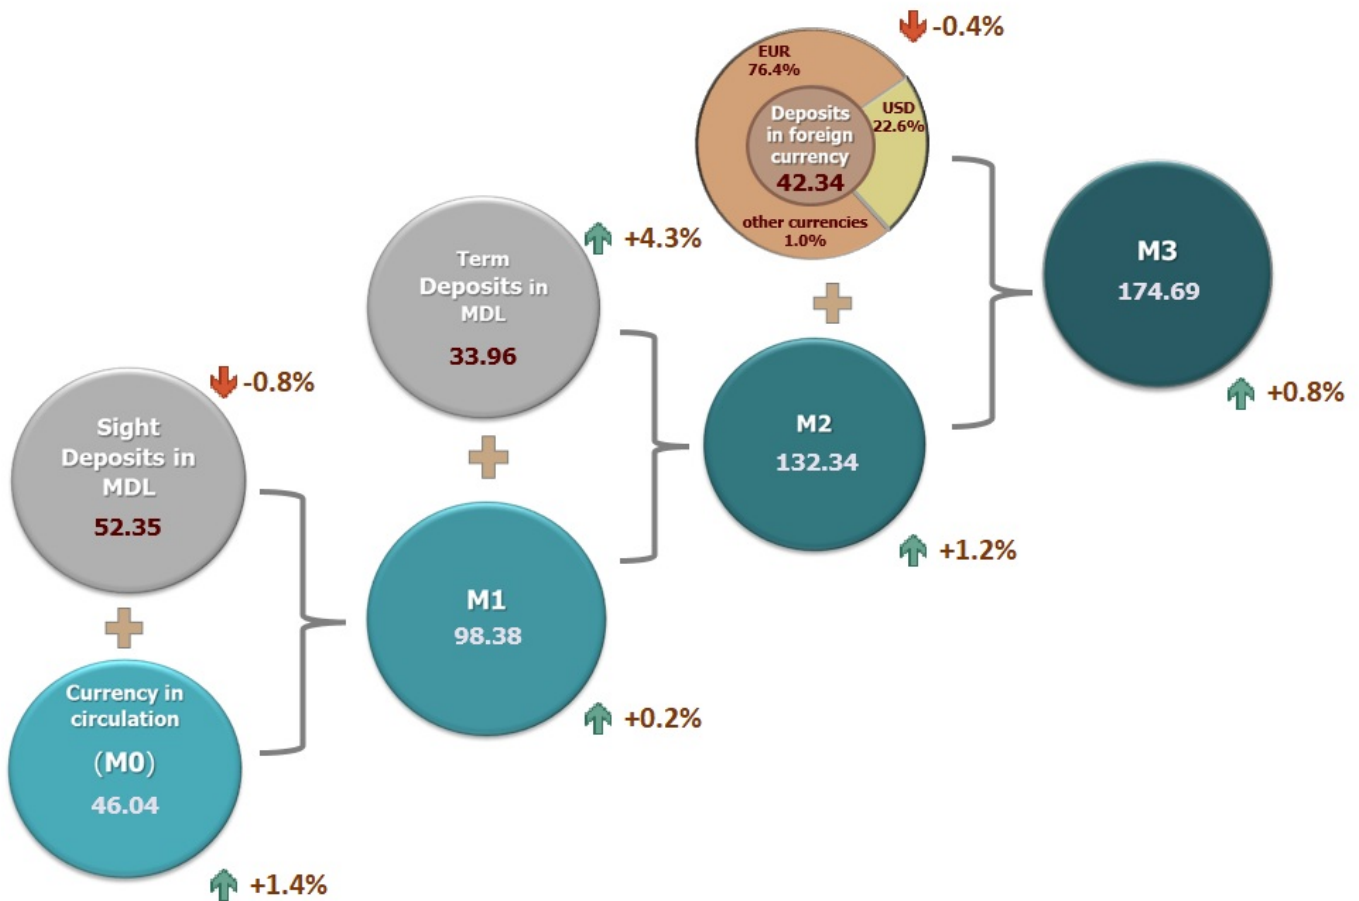 -0.4%
EUR
76.4%
USD
22.6%
Deposits
in foreign
currency
42.34
other currencies
1.0%
M3
174.69
+0.8%
Term
Deposits in
MDL
33.96
+4.3%
M2
132.34
+1.2%
Sight
Deposits in
MDL
52.35
-0.8%
M1
98.38
+0.2%
Currency in
circulation
(M0)
46.04
+1.4%